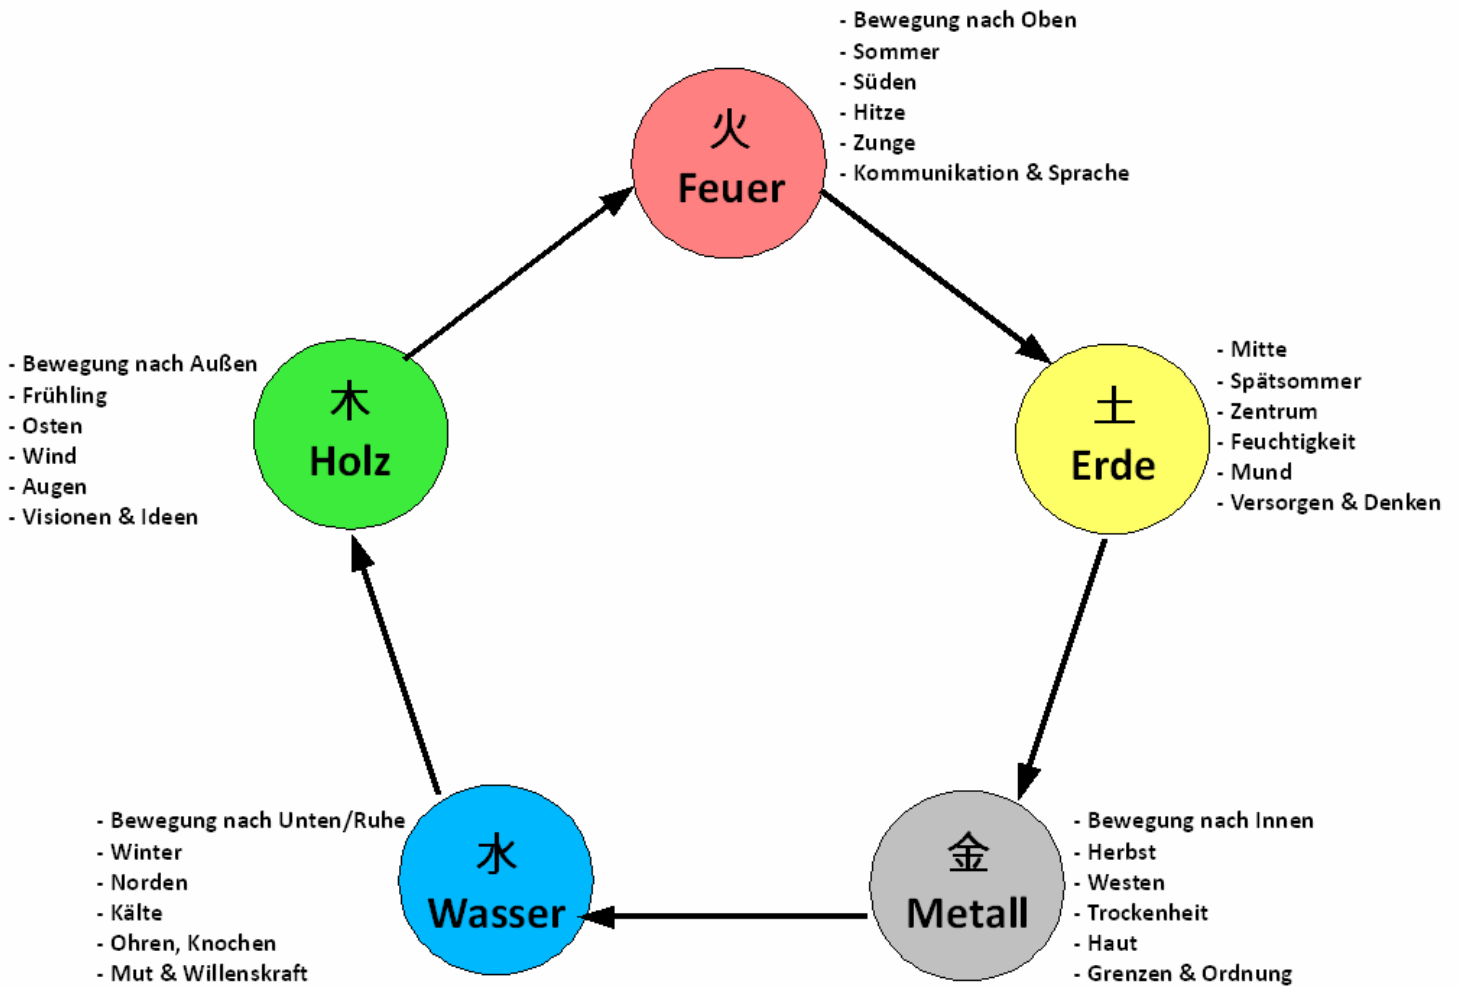 - Bewegung nach Oben
- Sommer
- Süden
- Hitze
- Zunge
- Kommunikation & Sprache
火
Feuer
- Bewegung nach Außen
- Frühling
- Osten
- Wind
- Augen
- Visionen & Ideen
木
Holz
土
Erde
- Mitte
- Spätsommer
- Zentrum
- Feuchtigkeit
- Mund
- Versorgen & Denken
- Bewegung nach Unten/Ruhe
- Winter
- Norden
- Kälte
- Ohren, Knochen
- Mut & Willenskraft
水
Wasser
金
Metall
- Bewegung nach Innen
- Herbst
- Westen
- Trockenheit
- Haut
- Grenzen & Ordnung